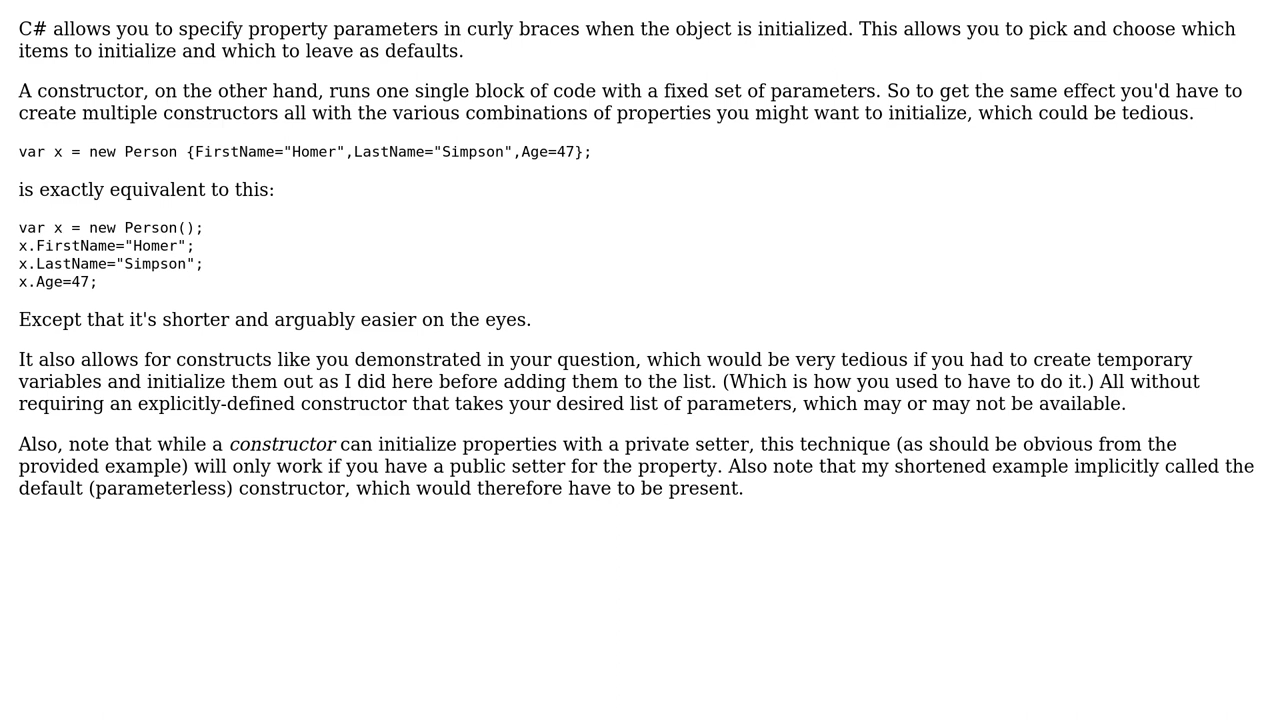 C# allows you to specify property parameters in curly braces when the object is initialized. This allows you to pick and choose which
items to initialize and which to leave as defaults.
A constructor, on the other hand, runs one single block of code with a fixed set of parameters. So to get the same effect you'd have to
create multiple constructors all with the various combinations of properties you might want to initialize, which could be tedious.
var x = new Person {FirstName="Homer",LastName="Simpson",Age=47};
is exactly equivalent to this:
var x = new Person();
x.FirstName="Homer";
x.LastName="Simpson";
x.Age=47;
Except that it's shorter and arguably easier on the eyes.
It also allows for constructs like you demonstrated in your question, which would be very tedious if you had to create temporary
variables and initialize them out as I did here before adding them to the list. (Which is how you used to have to do it.) All without
requiring an explicitly-defined constructor that takes your desired list of parameters, which may or may not be available.
Also, note that while a constructor can initialize properties with a private setter, this technique (as should be obvious from the
provided example) will only work if you have a public setter for the property. Also note that my shortened example implicitly called the
default (parameterless) constructor, which would therefore have to be present.